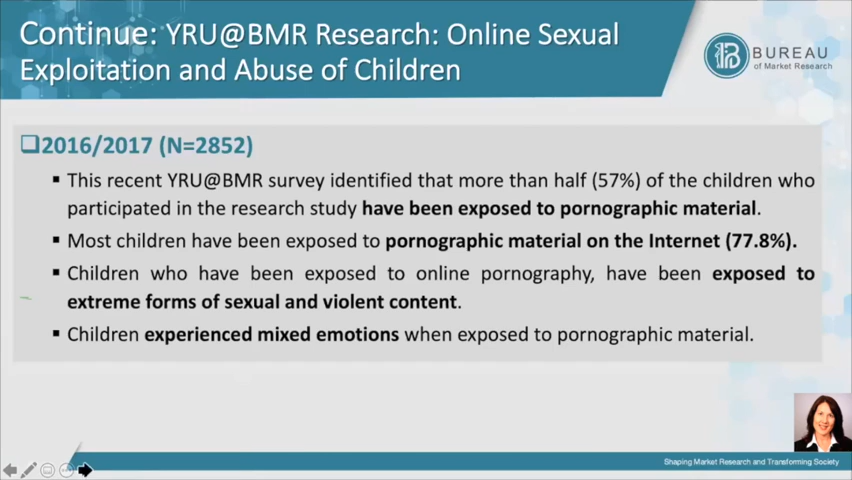 Continue: YRU@BMR Research: Online Sexual
Exploitation and Abuse of Children
BUREAU
of Market Research
2016/2017 (N=2852)
This recent YRU@BMR survey identified that more than half (57%) of the children who
participated in the research study have been exposed to pornographic material.
Most children have been exposed to pornographic material on the Internet (77.8%).
Children who have been exposed to online pornography, have been exposed to
extreme forms of sexual and violent content.
Children experienced mixed emotions when exposed to pornographic material.
Shaping Market Research and Transforming Society